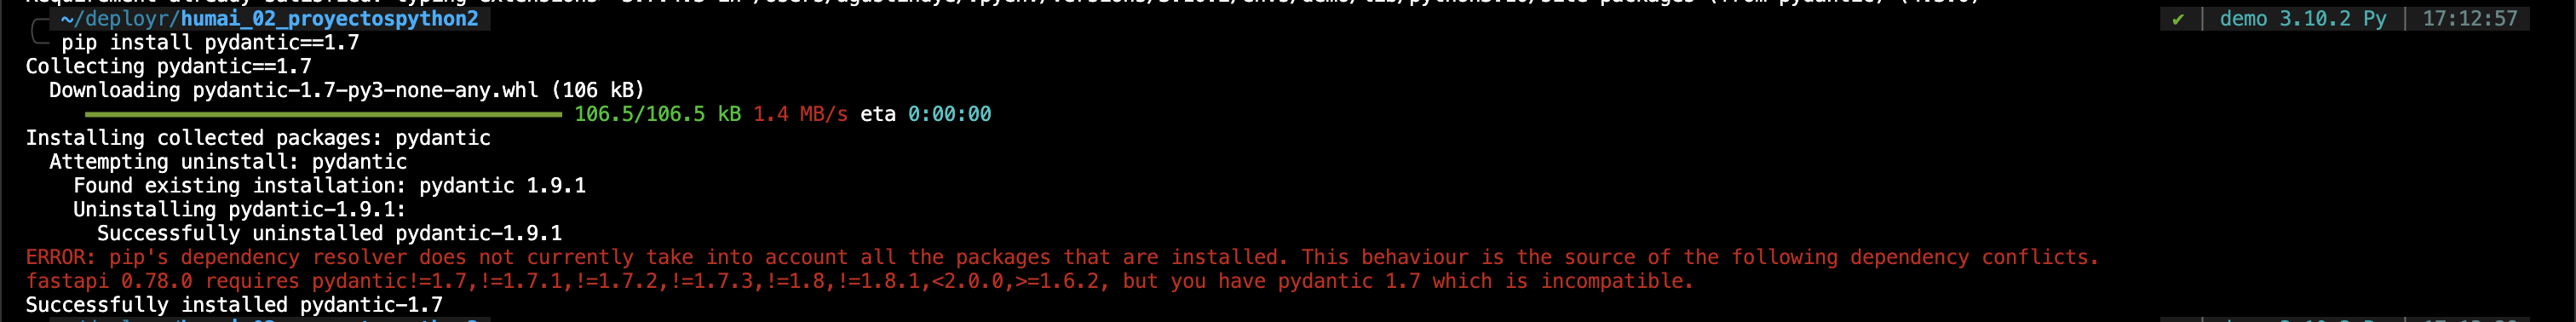 ~/deployr/humai_02_proyectospython2 ✔ | demo 3.10.2 Py | 17:12:57
pip install pydantic==1.7
Collecting pydantic==1.7
Downloading pydantic-1.7-py3-none-any.whl (106 kB)
106.5/106.5 kB 1.4 MB/s eta 0:00:00
Installing collected packages: pydantic
Attempting uninstall: pydantic
Found existing installation: pydantic 1.9.1
Uninstalling pydantic-1.9.1:
Successfully uninstalled pydantic-1.9.1
ERROR: pip's dependency resolver does not currently take into account all the packages that are installed. This behaviour is the source of the following dependency conflicts.
fastapi 0.78.0 requires pydantic!=1.7,!=1.7.1,!=1.7.2,!=1.7.3,!=1.8,!=1.8.1,<2.0.0,>=1.6.2, but you have pydantic 1.7 which is incompatible.
Successfully installed pydantic-1.7